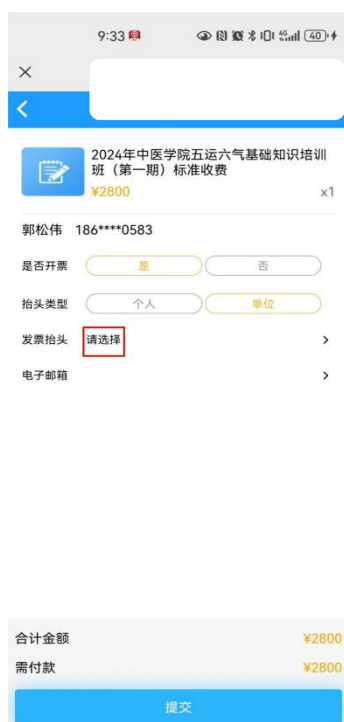 9:33 40
2024年中医学院五运六气基础知识培训
班（第一期）标准收费
¥2800 x1
郭松伟 186****0583
是否开票 是 否
抬头类型 个人 单位
发票抬头 请选择
电子邮箱
合计金额 ¥2800
需付款 ¥2800
提交